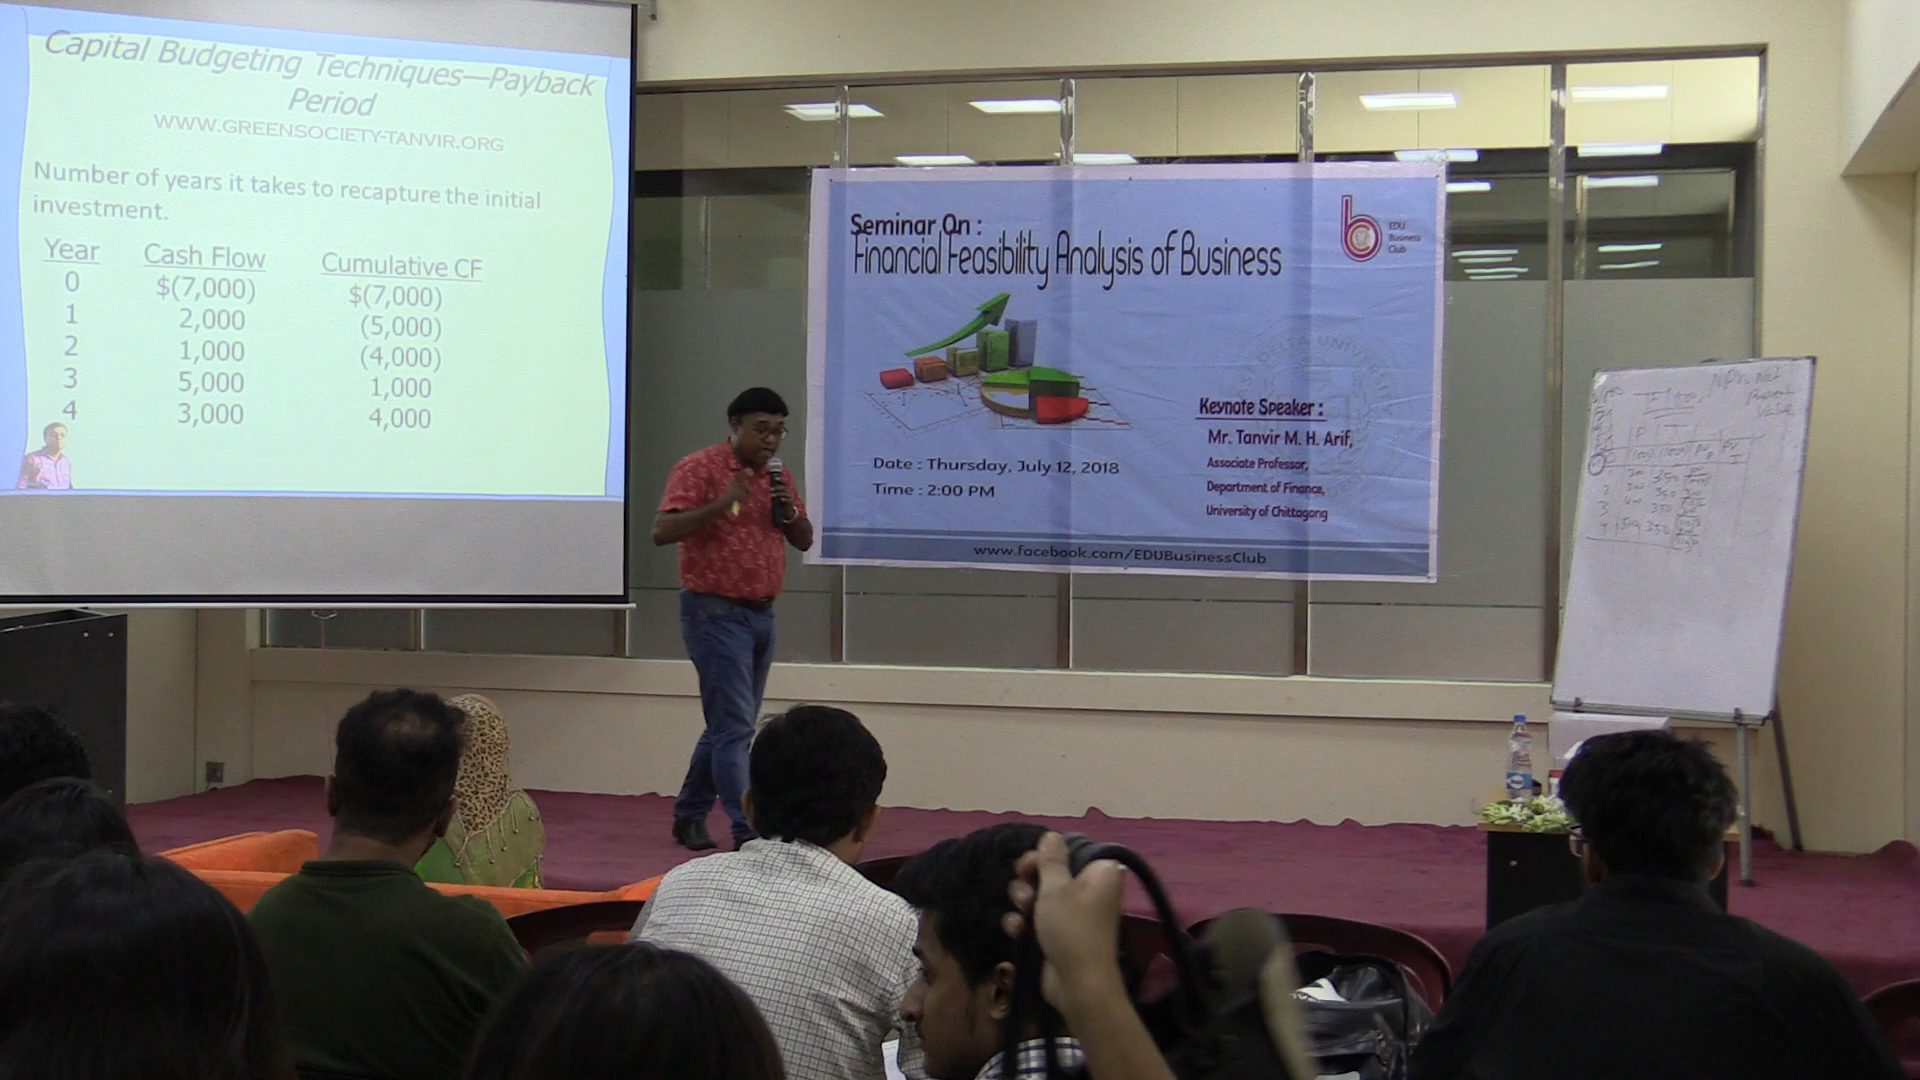 Capital Budgeting Techniques—Payback
Period
WWW.GREENSOCIETY-TANVIR.ORG
Number of years it takes to recapture the initial
investment.
Year Cash Flow Cumulative CF
0 $(7,000) $(7,000)
1 2,000 (5,000)
2 1,000 (4,000)
3 5,000 1,000
4 3,000 4,000
Seminar On :
Financial Feasibility Analysis of Business
EDU
Business
Club
Keynote Speaker :
Mr. Tanvir M. H. Arif,
Associate Professor,
Department of Finance,
University of Chittagong
Date : Thursday, July 12, 2018
Time : 2:00 PM
www.facebook.com/EDUBusinessClub
NPV: Net
Present
Value